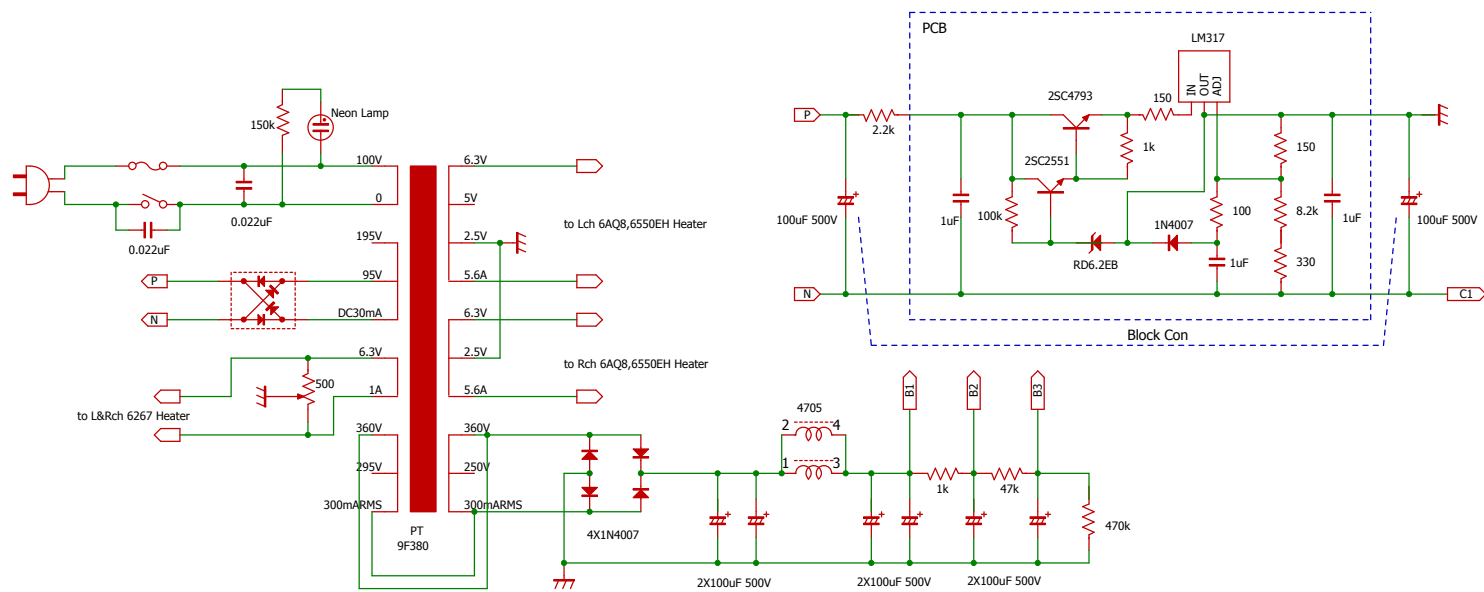 PCB
LM317
IN
OUT
ADJ
2SC4793
150
P
2.2k
1k
150
2SC2551
100uF 500V
1uF
100k
100
8.2k
1uF
100uF 500V
1N4007
RD6.2EB
1uF
330
N
C1
Block Con
Neon Lamp
150k
100V
0
0.022uF
0.022uF
195V
P
95V
N
DC30mA
6.3V
500
1A
to L&Rch 6267 Heater
360V
295V
300mARMS
PT
9F380
6.3V
5V
to Lch 6AQ8,6550EH Heater
2.5V
5.6A
6.3V
2.5V
to Rch 6AQ8,6550EH Heater
5.6A
360V
250V
300mARMS
4X1N4007
4705
2
4
1
3
B1
B2
B3
1k
47k
470k
2X100uF 500V
2X100uF 500V
2X100uF 500V